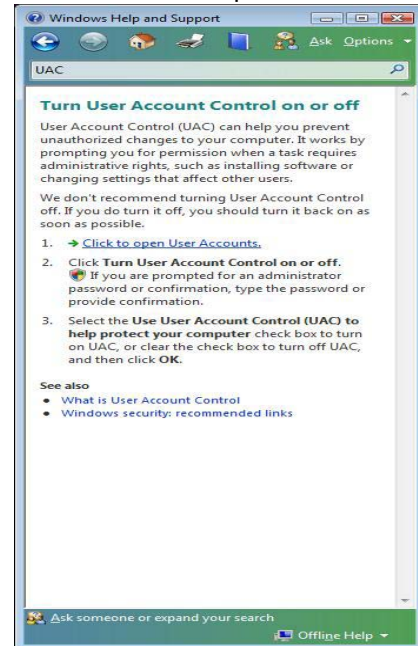 Windows Help and Support
Ask Options
UAC
Turn User Account Control on or off
User Account Control (UAC) can help you prevent
unauthorized changes to your computer. It works by
prompting you for permission when a task requires
administrative rights, such as installing software or
changing settings that affect other users.
We don't recommend turning User Account Control
off. If you do turn it off, you should turn it back on as
soon as possible.
1. Click to open User Accounts.
2. Click Turn User Account Control on or off.
If you are prompted for an administrator
password or confirmation, type the password or
provide confirmation.
3. Select the Use User Account Control (UAC) to
help protect your computer check box to turn
on UAC, or clear the check box to turn off UAC,
and then click OK.
See also
• What is User Account Control
• Windows security: recommended links
Ask someone or expand your search
Offline Help